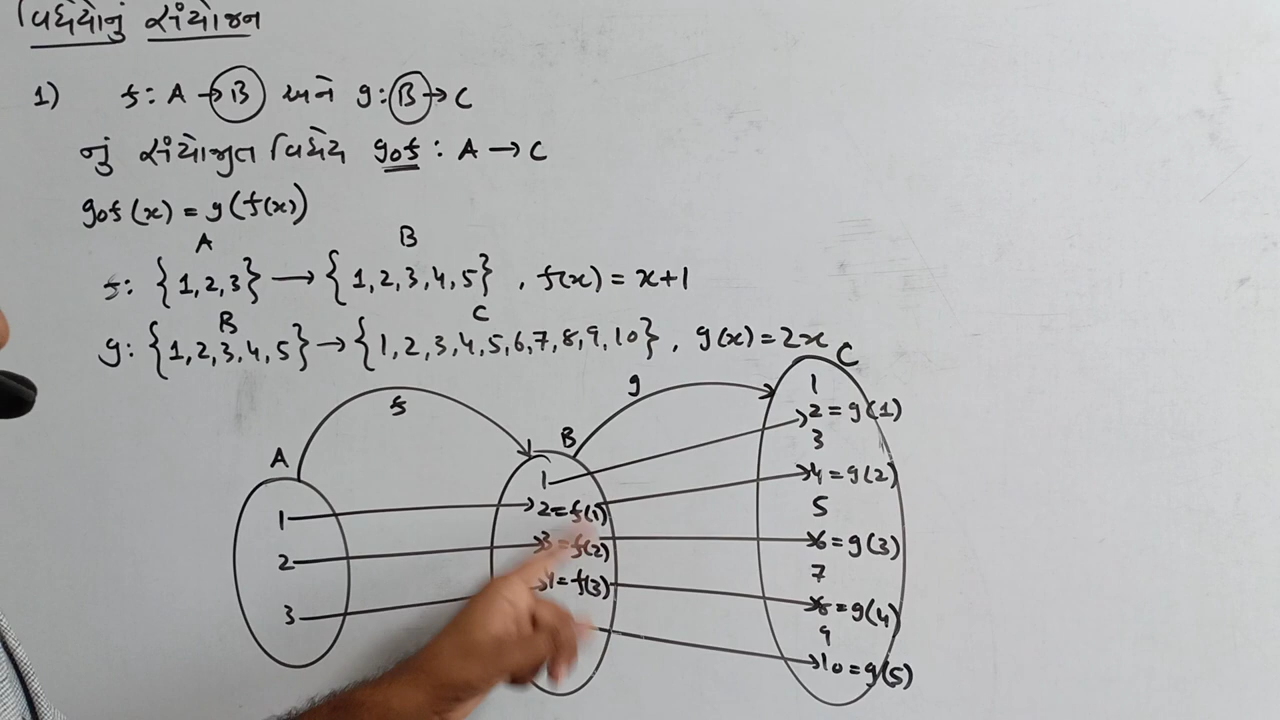 વિધેયોનું સંયોજન
1) f: A → B અને g: B → C
નું સંયોજીત વિધેય gof : A → C
gof(x) = g(f(x))
A B
f: {1,2,3} → {1,2,3,4,5} , f(x) = x+1
B C
g: {1,2,3,4,5} → {1,2,3,4,5,6,7,8,9,10} , g(x) = 2x
f g C
A B
1
2
3
1
2=f(1)
3=f(2)
4=f(3)
1
2=g(1)
3
4=g(2)
5
6=g(3)
7
8=g(4)
9
10=g(5)